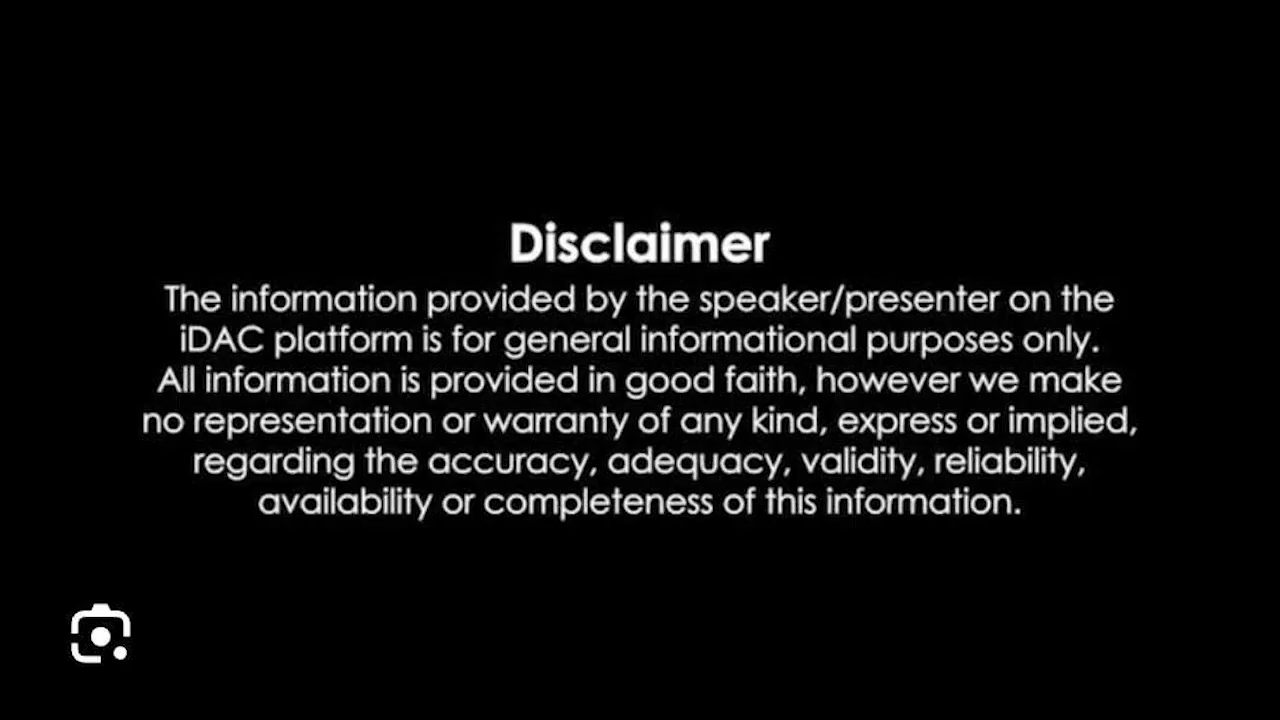 Disclaimer
The information provided by the speaker/presenter on the
iDAC platform is for general informational purposes only.
All information is provided in good faith, however we make
no representation or warranty of any kind, express or implied,
regarding the accuracy, adequacy, validity, reliability,
availability or completeness of this information.